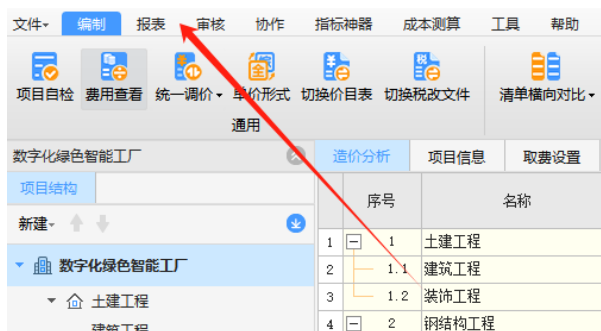 文件 编制 报表 审核 协作 指标神器 成本测算 工具 帮助
项目自检 费用查看 统一调价 单价形式 切换价目表 切换税改文件 清单横向对比
通用
数字化绿色智能工厂 造价分析 项目信息 取费设置
项目结构
序号 名称
新建
1 1 土建工程
数字化绿色智能工厂
2 1.1 建筑工程
3 1.2 装饰工程
土建工程
4 2 钢结构工程
建筑工程